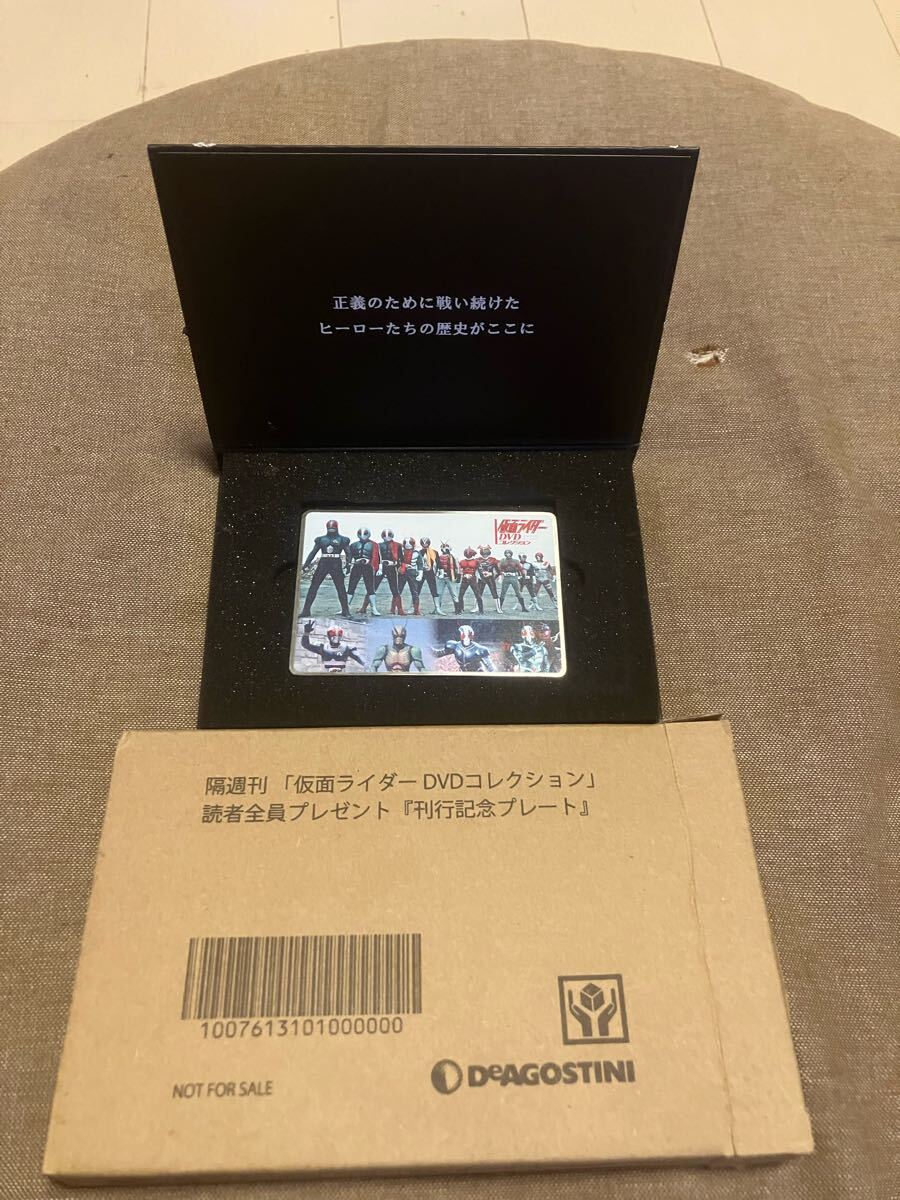 正義のために戦い続けた
ヒーローたちの歴史がここに
仮面ライダー
DVD
コレクション
隔週刊「仮面ライダー DVDコレクション」
読者全員プレゼント『刊行記念プレート』
1007613101000000
NOT FOR SALE
DeAGOSTINI